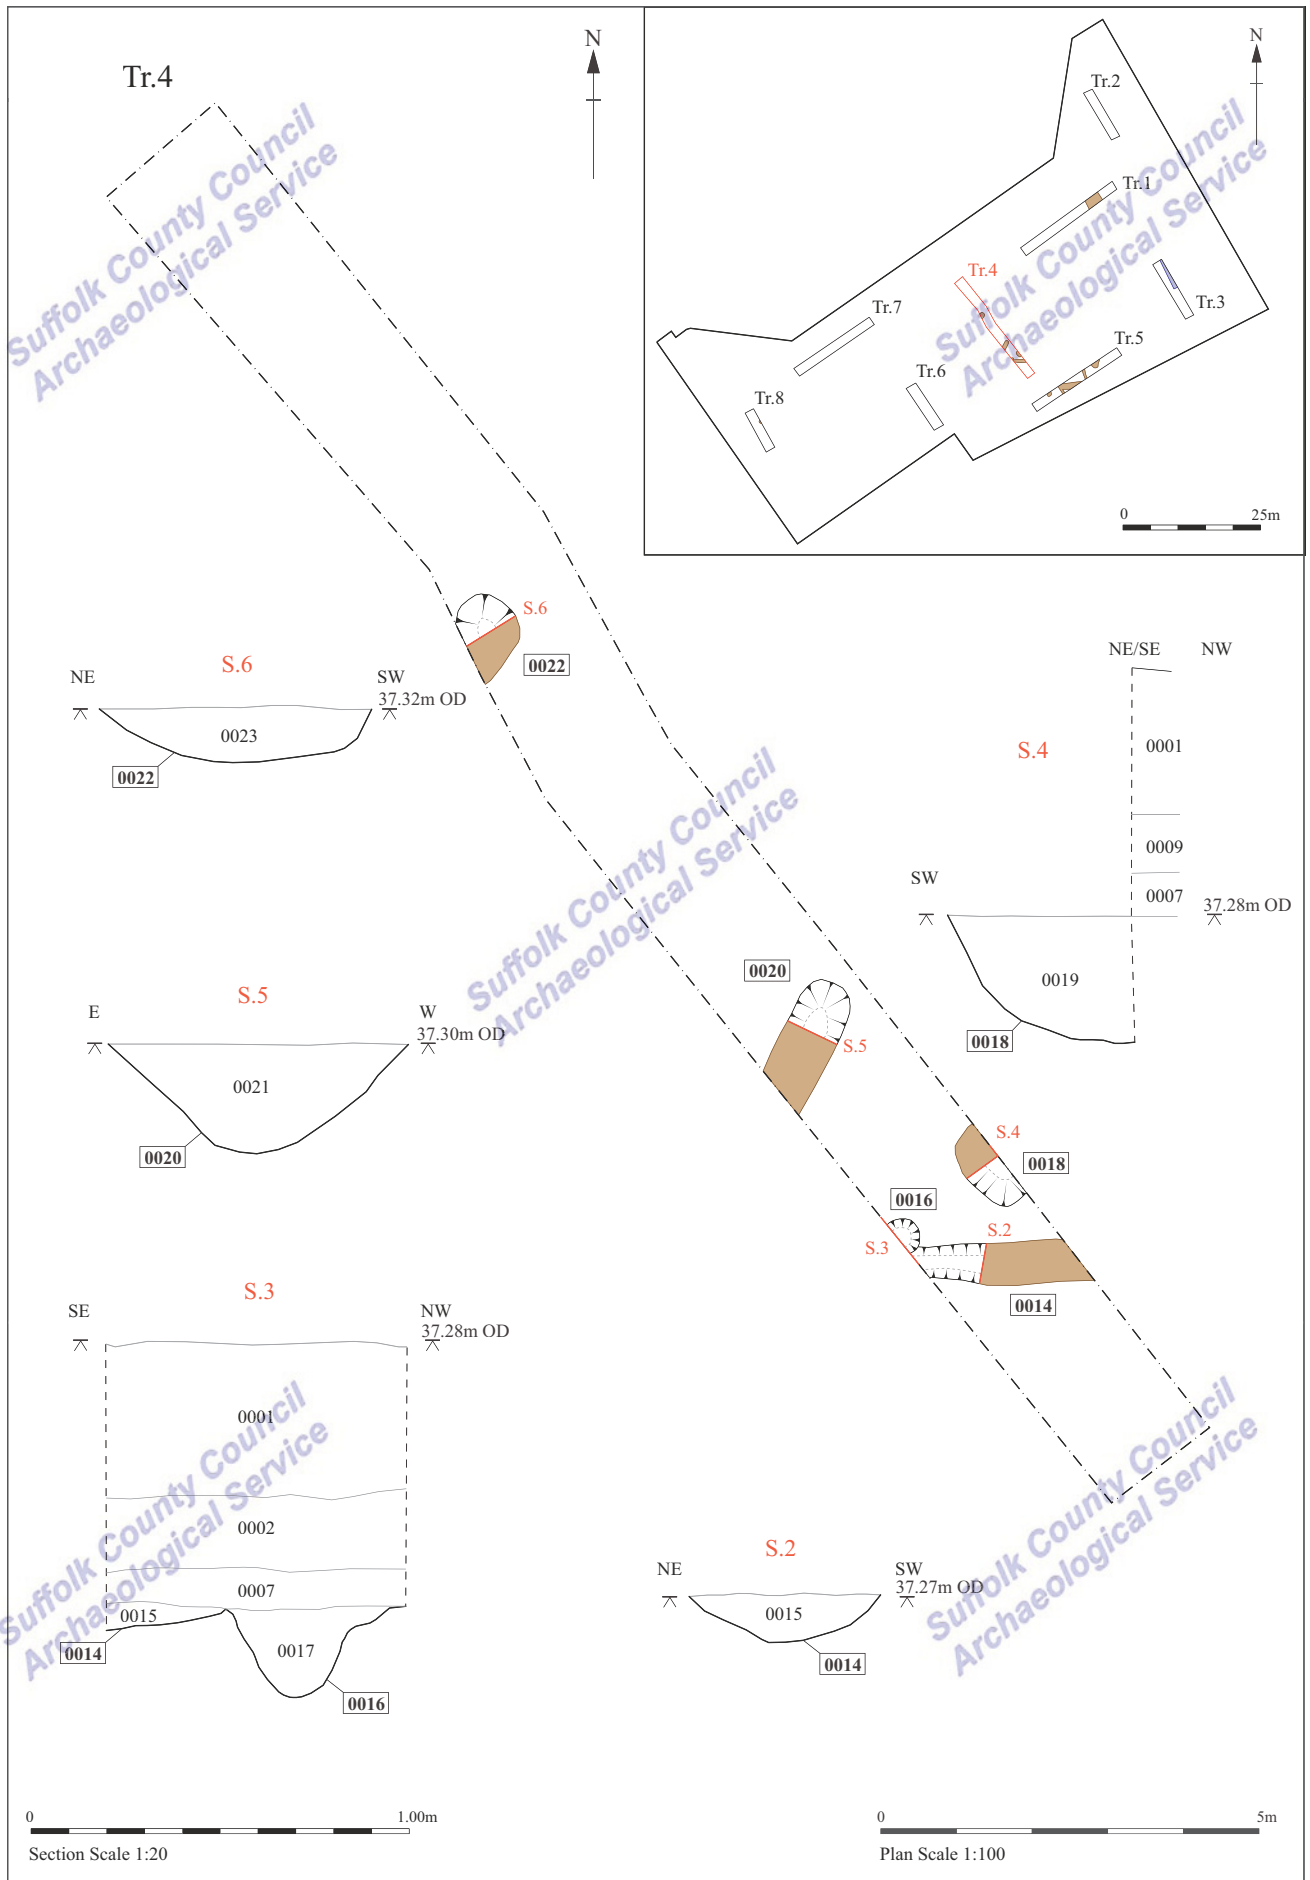 Tr.4
N
N
Tr.2
Tr.1
Tr.4
Tr.3
Tr.7
Tr.5
Tr.6
Tr.8
0 25m
Suffolk County Council
Archaeological Service
Suffolk County Council
Archaeological Service
S.6
0022
S.6
NE SW
37.32m OD
0023
0022
NE/SE NW
S.4
0001
0009
0007
SW
37.28m OD
0019
0018
Suffolk County Council
Archaeological Service
0020
S.5
S.5
E W
37.30m OD
0021
0020
S.4
0018
0016
S.2
S.3
0014
S.3
SE NW
37.28m OD
0001
0002
0007
0015
0014
0017
0016
Suffolk County Council
Archaeological Service
S.2
NE SW
37.27m OD
0015
0014
Suffolk County Council
Archaeological Service
0 1.00m
Section Scale 1:20
0 5m
Plan Scale 1:100